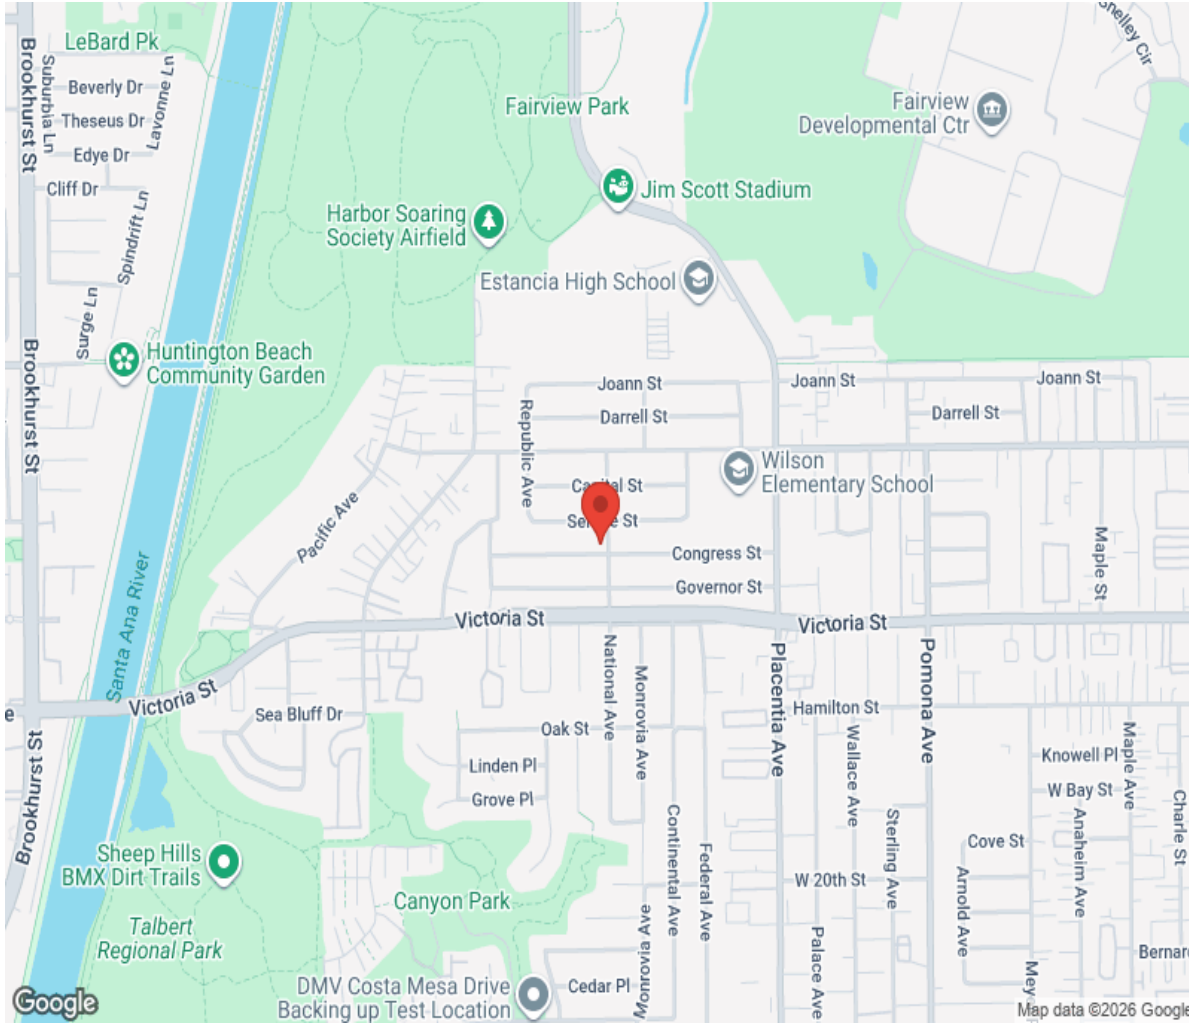 LeBard Pk
Brookhurst St
Suburbia Ln
Beverly Dr
Lavonne Ln
Theseus Dr
Edye Dr
Cliff Dr
Spindrift Ln
Surge Ln
Huntington Beach
Community Garden
Brookhurst St
Fairview Park
Jim Scott Stadium
Harbor Soaring
Society Airfield
Estancia High School
Fairview
Developmental Ctr
Shelley Cir
Joann St
Joann St
Joann St
Darrell St
Darrell St
Republic Ave
Wilson
Elementary School
Capital St
St
Pacific Ave
Congress St
Governor St
Maple St
Santa Ana River
Victoria St
Victoria St
Victoria St
e
Brookhurst St
Sea Bluff Dr
National Ave
Monrovia Ave
Placentia Ave
Pomona Ave
Hamilton St
Oak St
Linden Pl
Grove Pl
Wallace Ave
Knowell Pl
Maple Ave
W Bay St
Charle St
Anaheim Ave
Sterling Ave
Continental Ave
Federal Ave
Cove St
Sheep Hills
BMX Dirt Trails
Talbert
Regional Park
Canyon Park
W 20th St
Arnold Ave
Palace Ave
Monrovia Ave
Bernar
Meye
DMV Costa Mesa Drive
Backing up Test Location
Cedar Pl
Google
Map data ©2026 Google